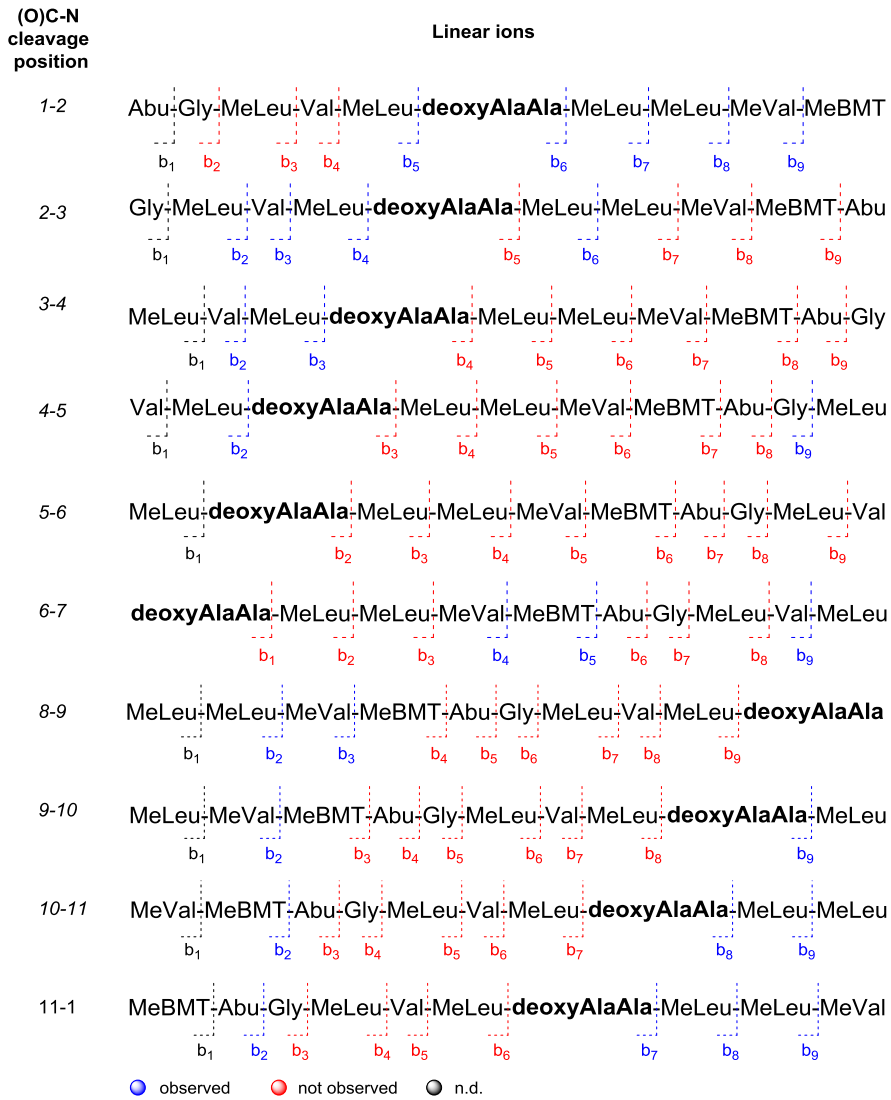 (O)C-N
cleavage
position
Linear ions
1-2
Abu-Gly-MeLeu-Val-MeLeu-deoxyAlaAla-MeLeu-MeLeu-MeVal-MeBMT
b1 b2 b3 b4 b5 b6 b7 b8 b9
2-3
Gly-MeLeu-Val-MeLeu-deoxyAlaAla-MeLeu-MeLeu-MeVal-MeBMT-Abu
b1 b2 b3 b4 b5 b6 b7 b8 b9
3-4
MeLeu-Val-MeLeu-deoxyAlaAla-MeLeu-MeLeu-MeVal-MeBMT-Abu-Gly
b1 b2 b3 b4 b5 b6 b7 b8 b9
4-5
Val-MeLeu-deoxyAlaAla-MeLeu-MeLeu-MeVal-MeBMT-Abu-Gly-MeLeu
b1 b2 b3 b4 b5 b6 b7 b8 b9
5-6
MeLeu-deoxyAlaAla-MeLeu-MeLeu-MeVal-MeBMT-Abu-Gly-MeLeu-Val
b1 b2 b3 b4 b5 b6 b7 b8 b9
6-7
deoxyAlaAla-MeLeu-MeLeu-MeVal-MeBMT-Abu-Gly-MeLeu-Val-MeLeu
b1 b2 b3 b4 b5 b6 b7 b8 b9
8-9
MeLeu-MeLeu-MeVal-MeBMT-Abu-Gly-MeLeu-Val-MeLeu-deoxyAlaAla
b1 b2 b3 b4 b5 b6 b7 b8 b9
9-10
MeLeu-MeVal-MeBMT-Abu-Gly-MeLeu-Val-MeLeu-deoxyAlaAla-MeLeu
b1 b2 b3 b4 b5 b6 b7 b8 b9
10-11
MeVal-MeBMT-Abu-Gly-MeLeu-Val-MeLeu-deoxyAlaAla-MeLeu-MeLeu
b1 b2 b3 b4 b5 b6 b7 b8 b9
11-1
MeBMT-Abu-Gly-MeLeu-Val-MeLeu-deoxyAlaAla-MeLeu-MeLeu-MeVal
b1 b2 b3 b4 b5 b6 b7 b8 b9
observed not observed n.d.